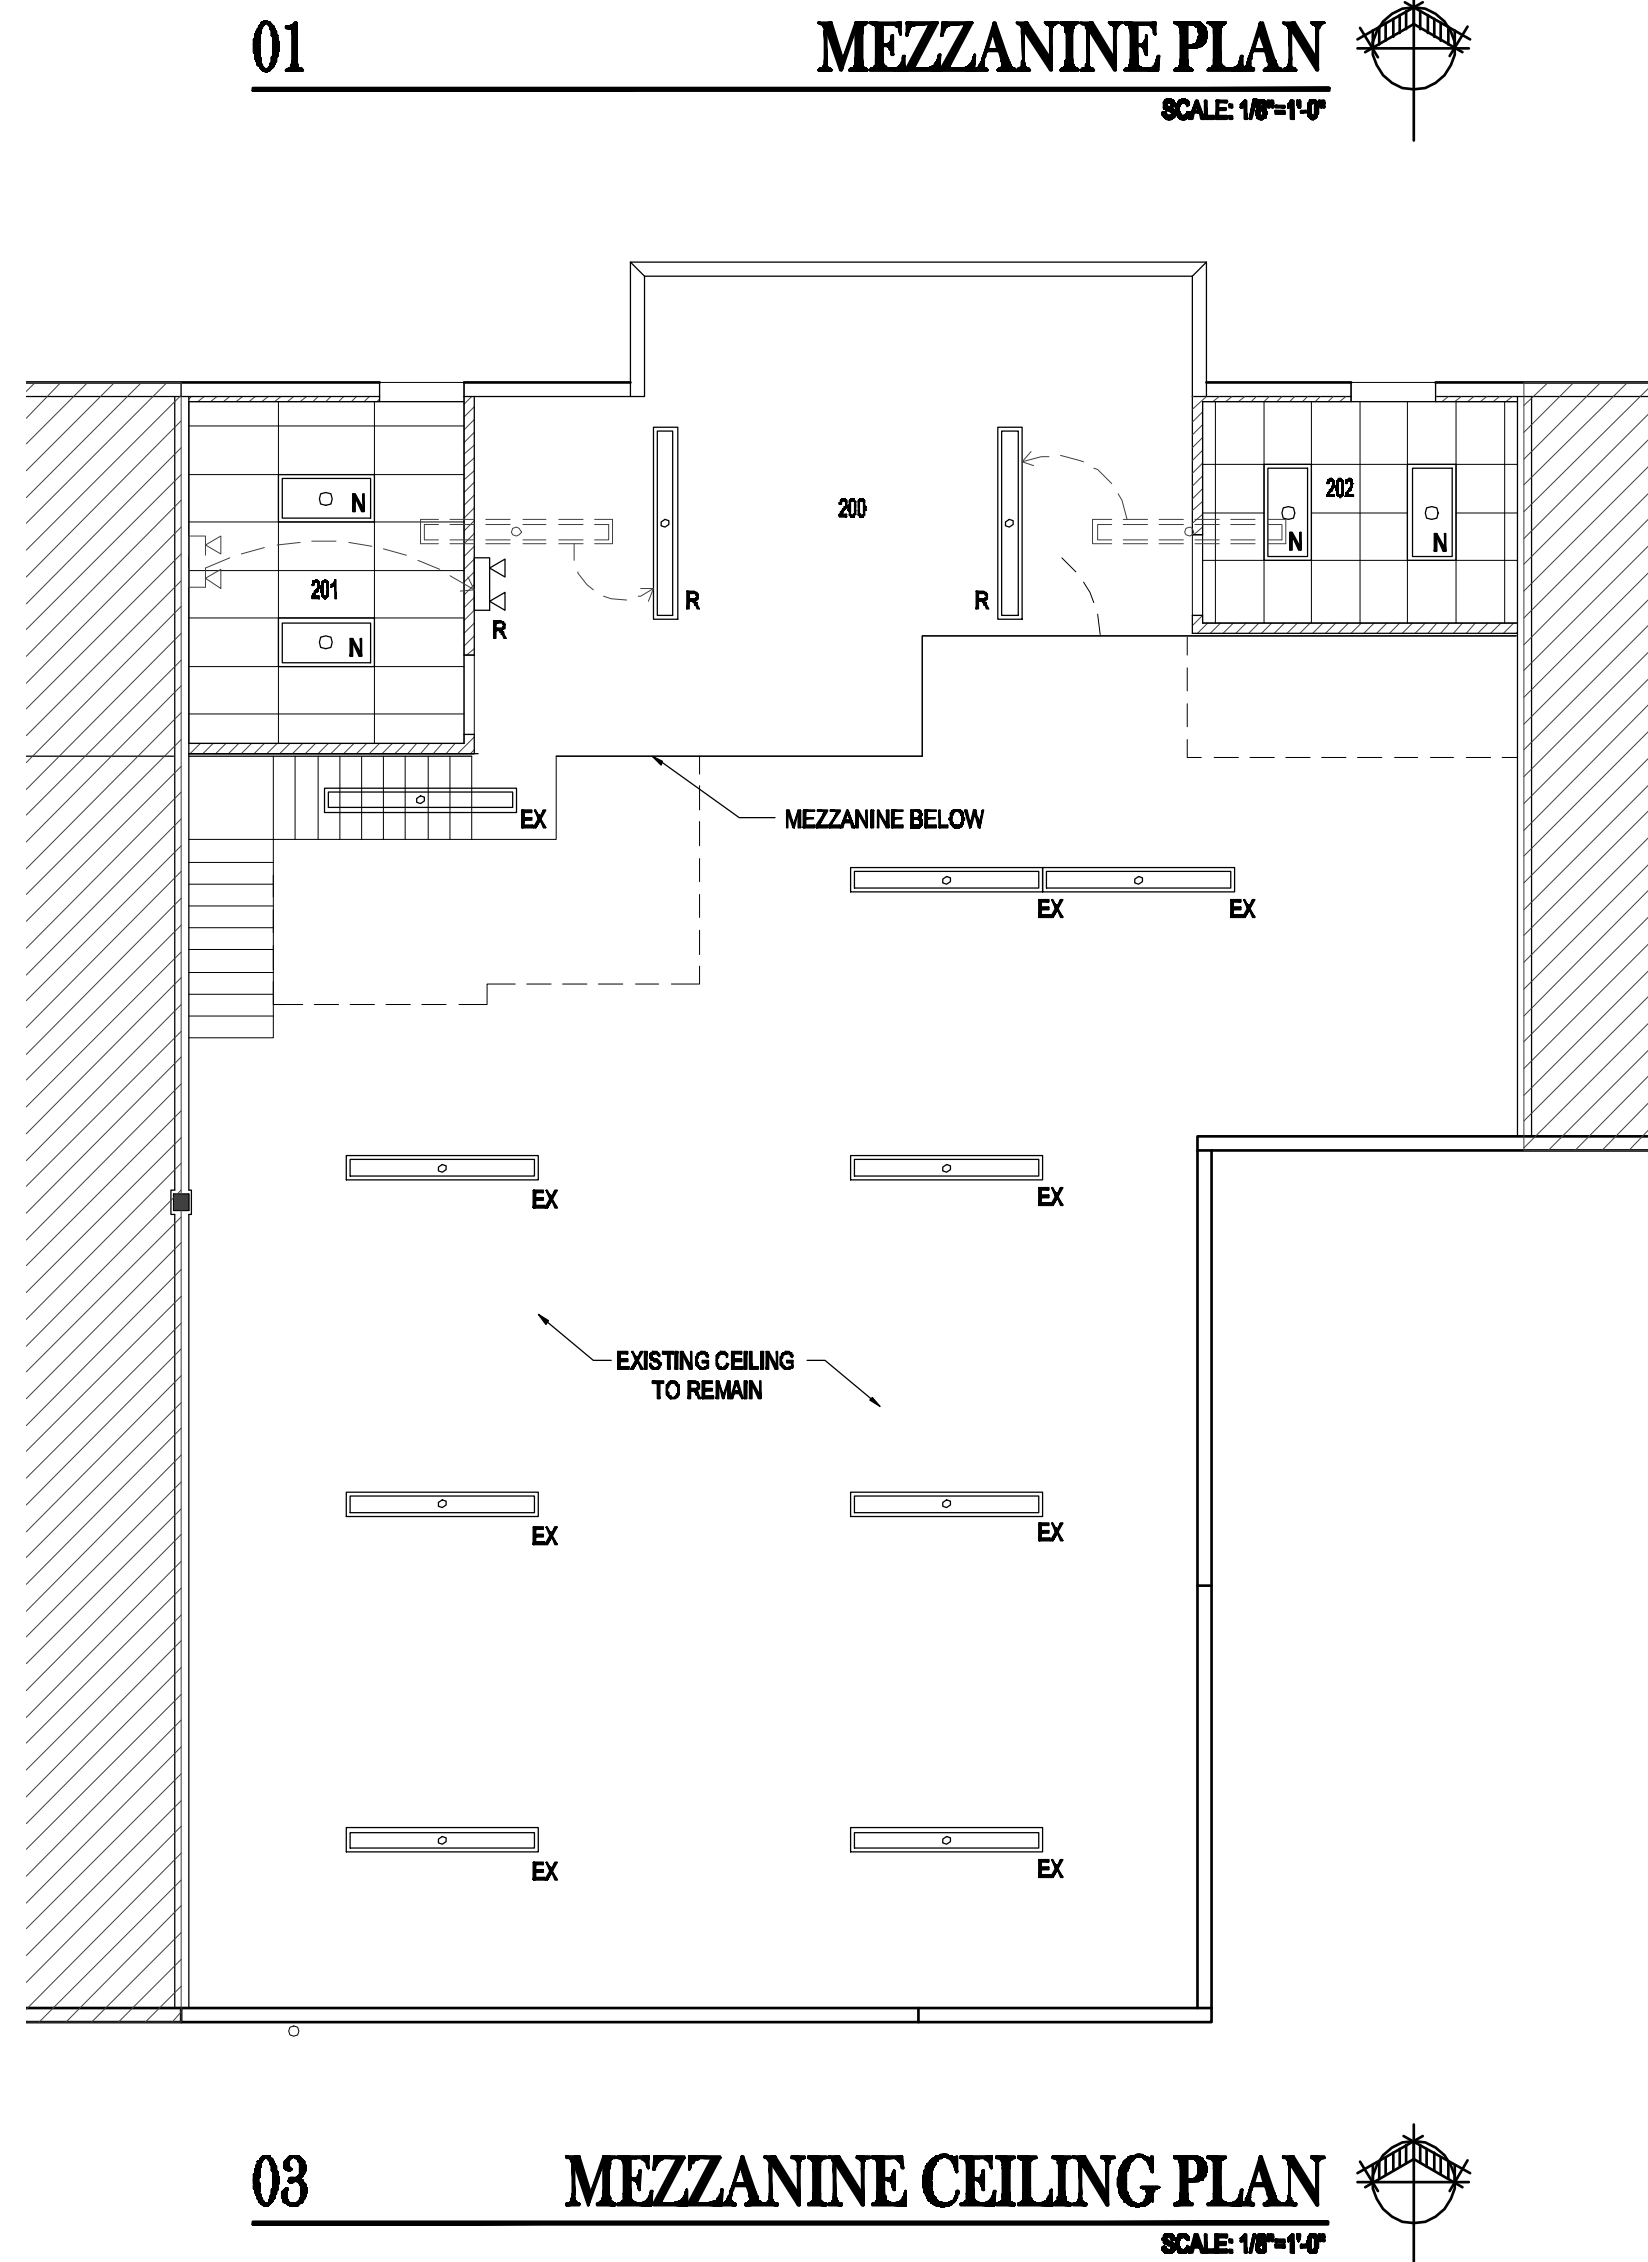 01 MEZZANINE PLAN
SCALE: 1/8"=1'-0"
202
N N
200
N N
201
R R
R
N
EX
MEZZANINE BELOW
EX EX
EX EX
EXISTING CEILING
TO REMAIN
EX EX
EX EX
03 MEZZANINE CEILING PLAN
SCALE: 1/8"=1'-0"